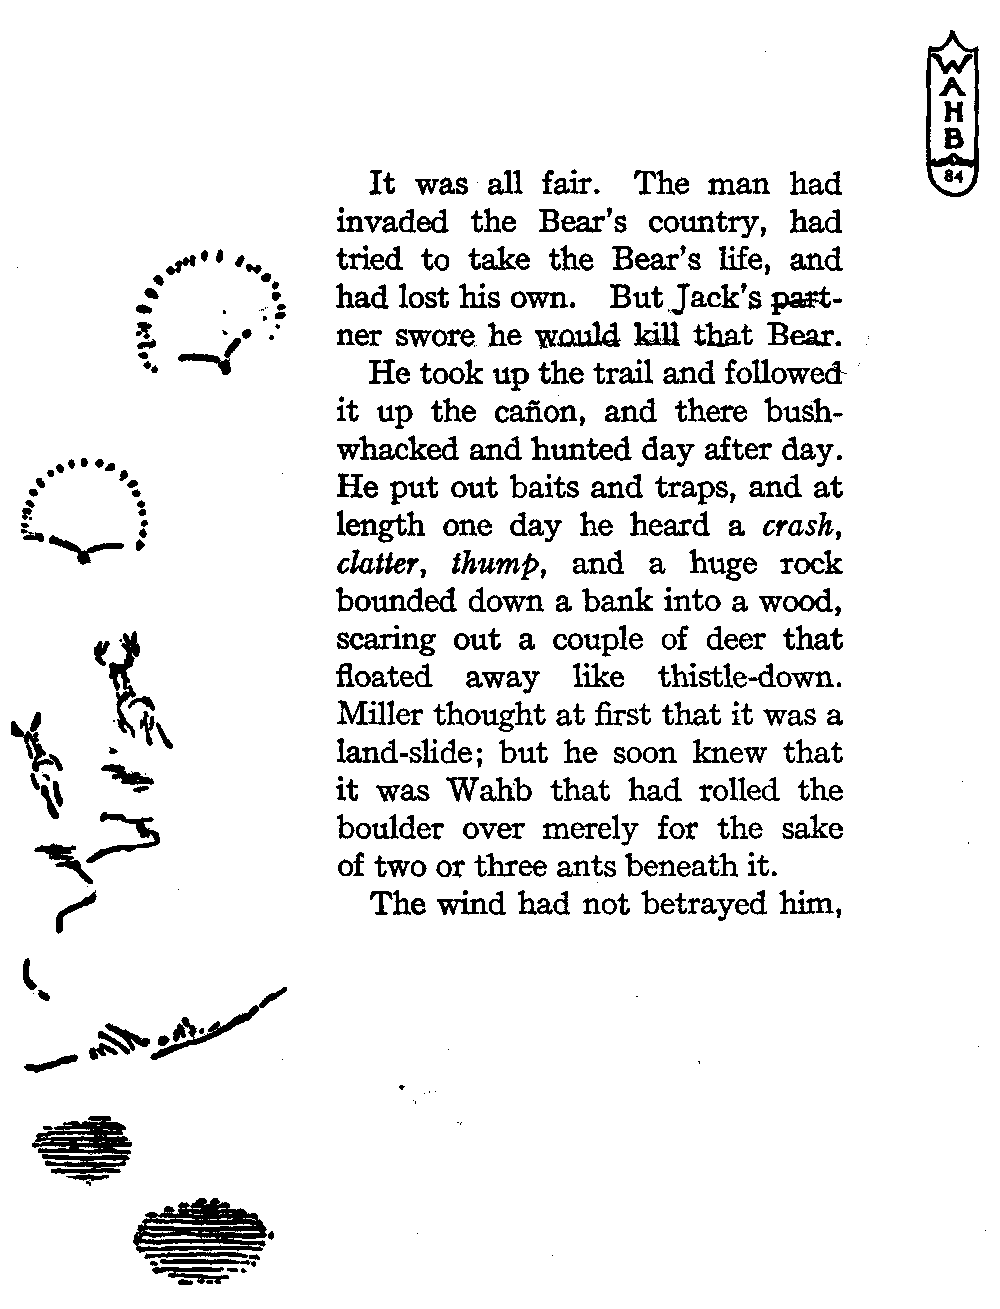 WAHB
84
It was all fair. The man had
invaded the Bear's country, had
tried to take the Bear's life, and
had lost his own. But Jack's part-
ner swore he would kill that Bear.
He took up the trail and followed
it up the cañon, and there bush-
whacked and hunted day after day.
He put out baits and traps, and at
length one day he heard a crash,
clatter, thump, and a huge rock
bounded down a bank into a wood,
scaring out a couple of deer that
floated away like thistle-down.
Miller thought at first that it was a
land-slide; but he soon knew that
it was Wahb that had rolled the
boulder over merely for the sake
of two or three ants beneath it.
The wind had not betrayed him,